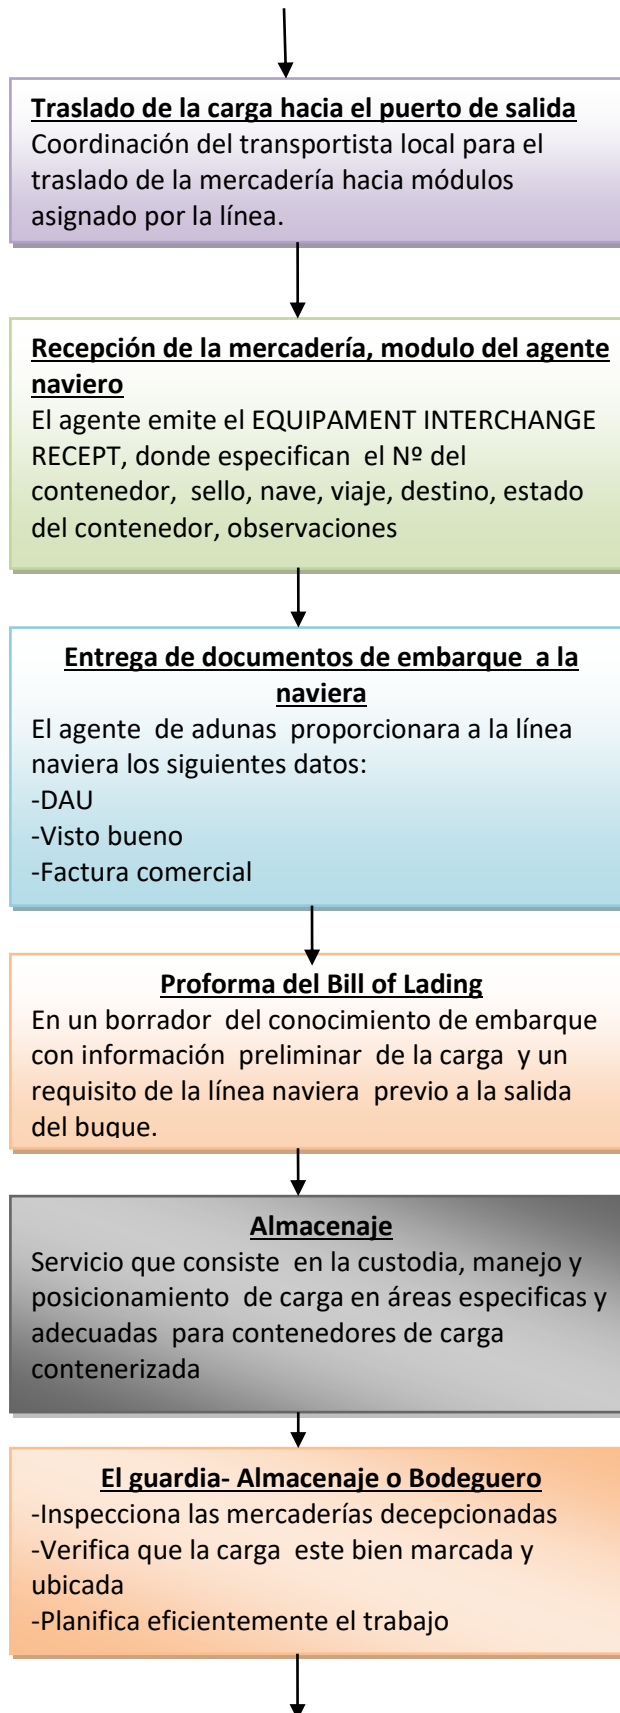 Traslado de la carga hacia el puerto de salida
Coordinación del transportista local para el
traslado de la mercadería hacia módulos
asignado por la línea.
Recepción de la mercadería, modulo del agente
naviero
El agente emite el EQUIPAMENT INTERCHANGE
RECEPT, donde especifican el Nº del
contenedor, sello, nave, viaje, destino, estado
del contenedor, observaciones
Entrega de documentos de embarque a la
naviera
El agente de adunas proporcionara a la línea
naviera los siguientes datos:
-DAU
-Visto bueno
-Factura comercial
Proforma del Bill of Lading
En un borrador del conocimiento de embarque
con información preliminar de la carga y un
requisito de la línea naviera previo a la salida
del buque.
Almacenaje
Servicio que consiste en la custodia, manejo y
posicionamiento de carga en áreas especificas y
adecuadas para contenedores de carga
contenerizada
El guardia- Almacenaje o Bodeguero
-Inspecciona las mercaderías decepcionadas
-Verifica que la carga este bien marcada y
ubicada
-Planifica eficientemente el trabajo